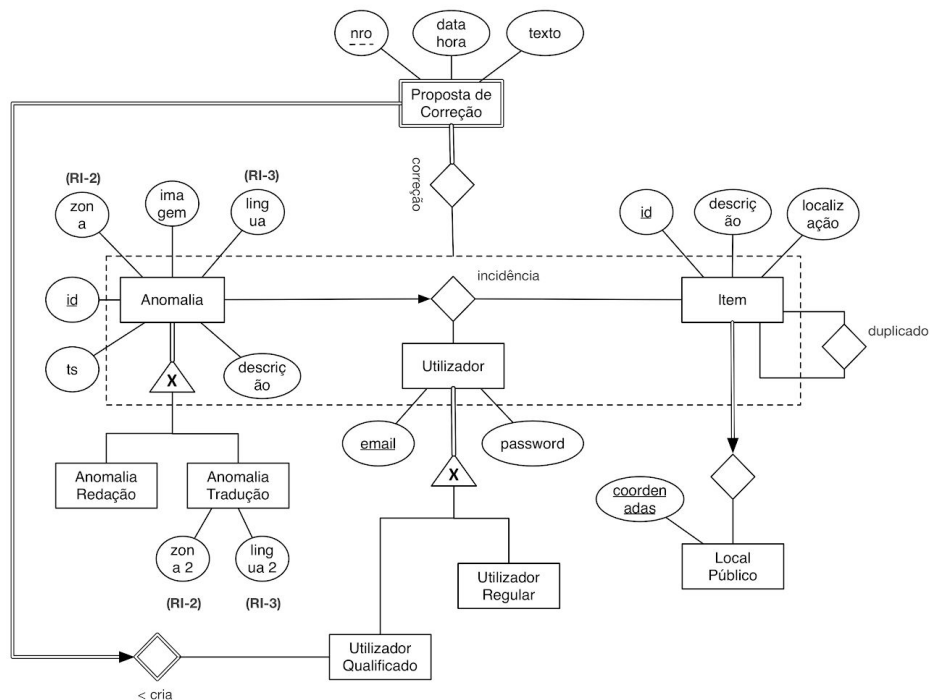 nro
data
hora
texto
Proposta de
Correção
correção
(RI-2)
(RI-3)
zon
a
ima
gem
líng
ua
id
descriç
ão
localiz
ação
incidência
id
Anomalia
Item
duplicado
ts
X
descriç
ão
Utilizador
email
password
Anomalia
Redação
Anomalia
Tradução
X
coorden
adas
zon
a 2
líng
ua 2
Local
Público
(RI-2)
(RI-3)
Utilizador
Regular
Utilizador
Qualificado
< cria